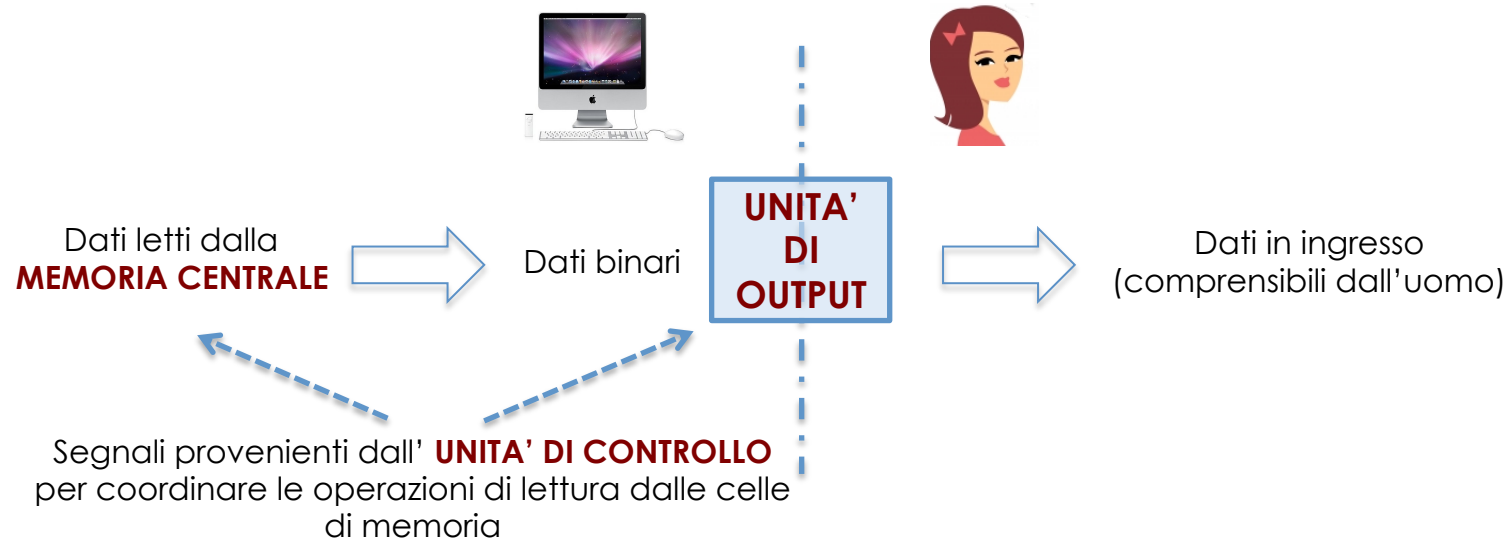 Dati letti dalla
MEMORIA CENTRALE
Dati binari
UNITA’
DI
OUTPUT
Dati in ingresso
(comprensibili dall’uomo)
Segnali provenienti dall’ UNITA’ DI CONTROLLO
per coordinare le operazioni di lettura dalle celle
di memoria